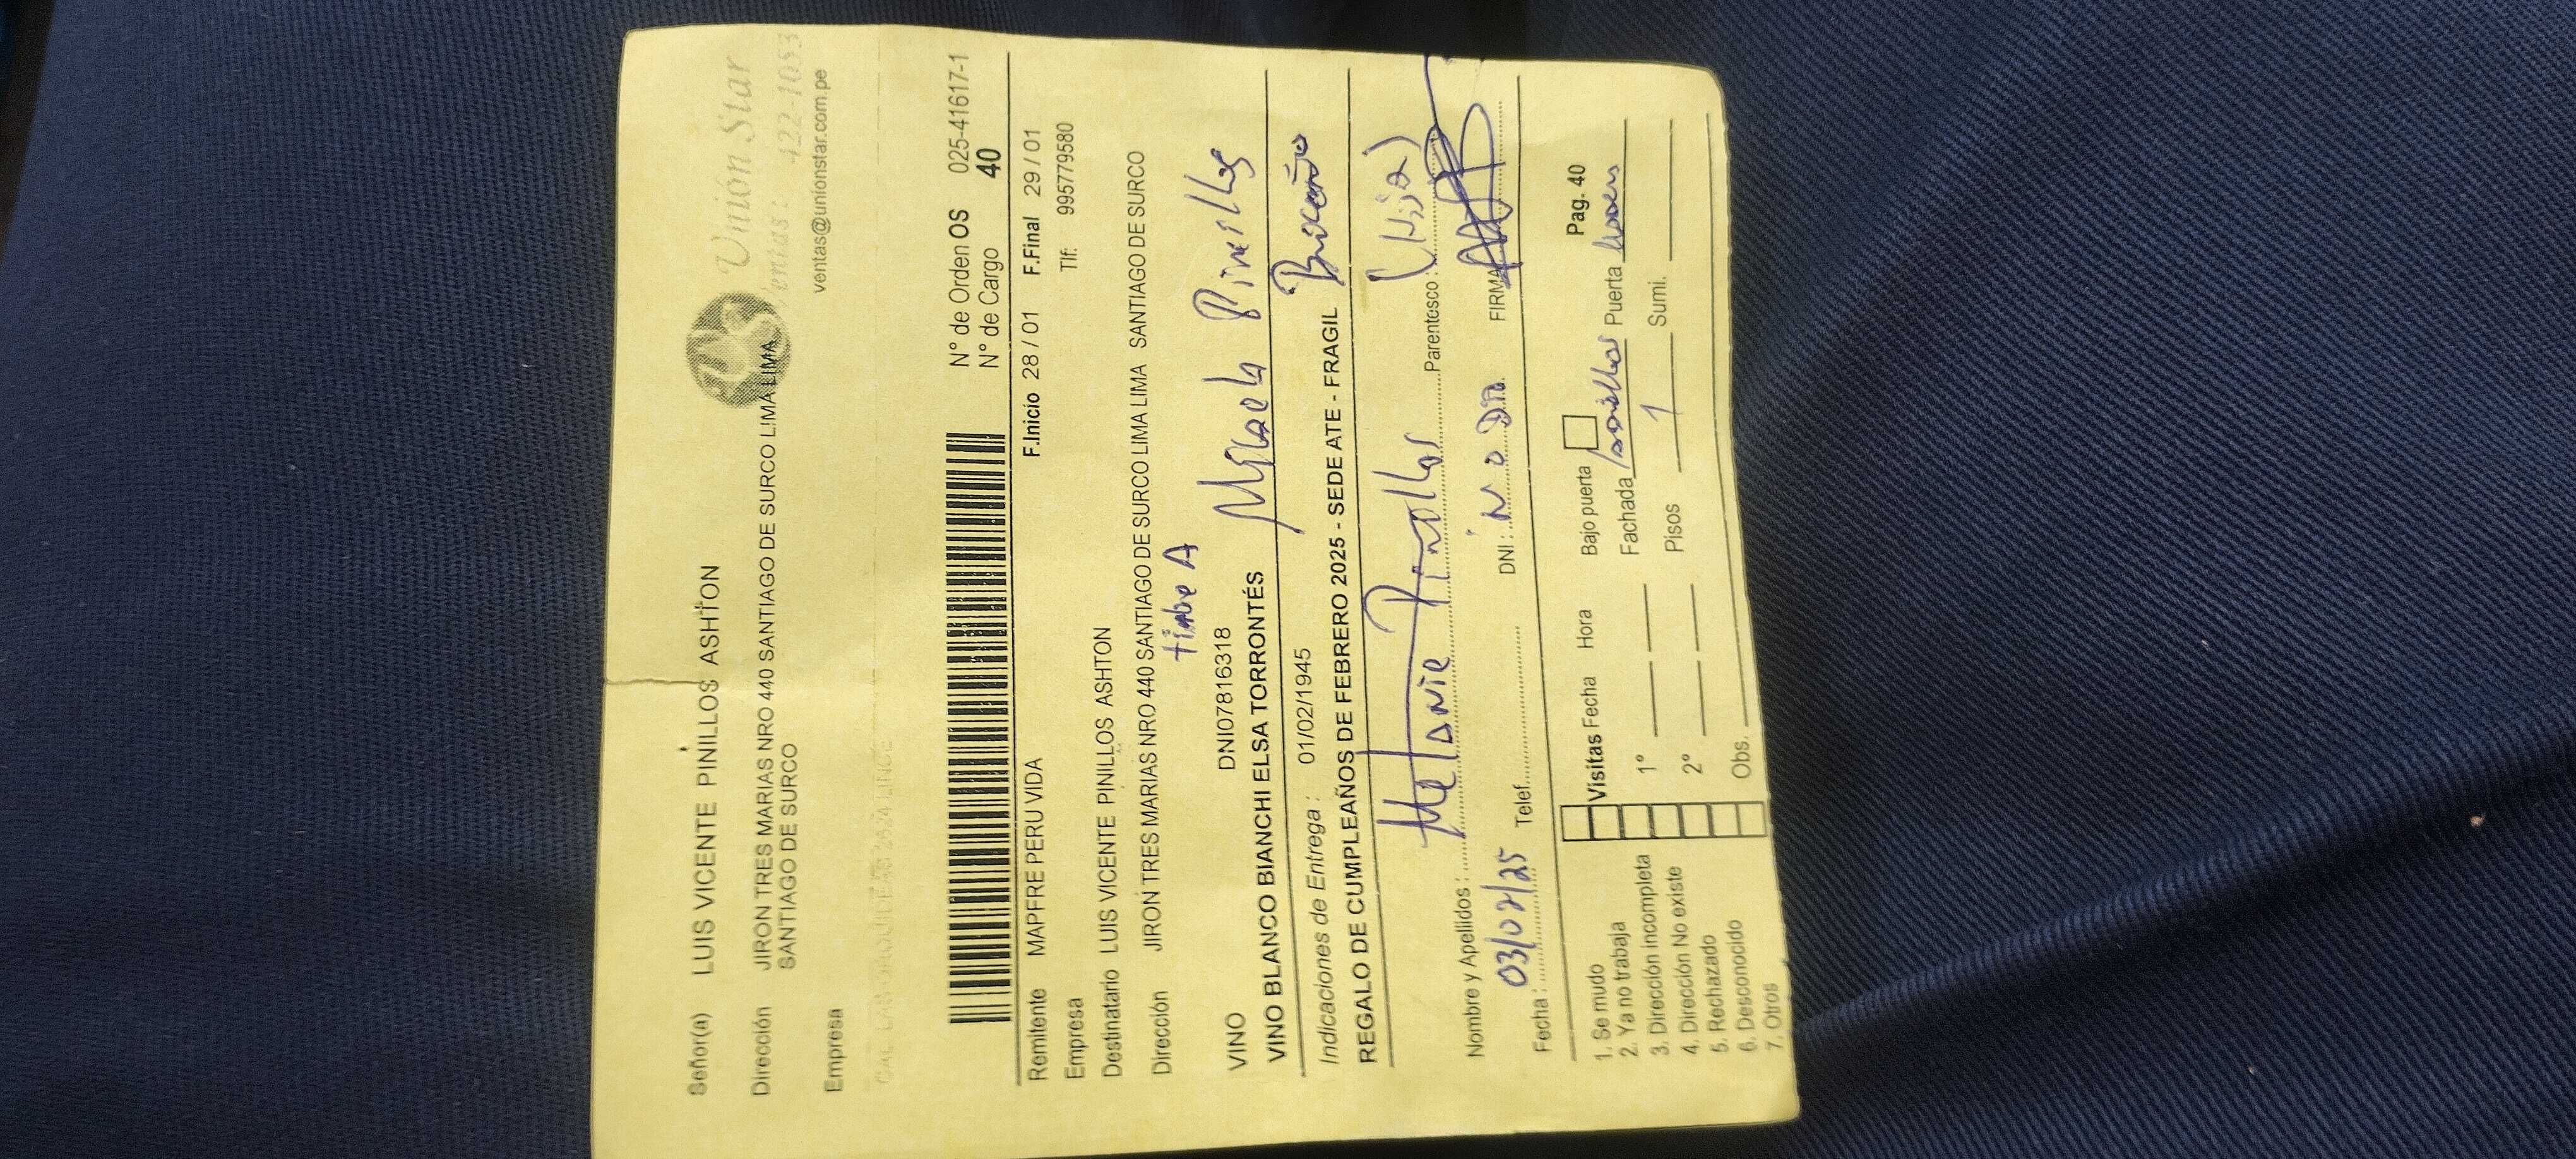 Unión Star
Ventas: 422-1053
ventas@unionstar.com.pe
Señor(a) LUIS VICENTE PINILLOS ASHTON
Dirección JIRON TRES MARIAS NRO 440 SANTIAGO DE SURCO LIMA LIMA
SANTIAGO DE SURCO
Empresa
N° de Orden OS 025-41617-1
N° de Cargo 40
Remitente MAPFRE PERU VIDA F.Inicio 28 / 01 F.Final 29 / 01
Empresa Tlf: 995779580
Destinatario LUIS VICENTE PINILLOS ASHTON
Dirección JIRON TRES MARIAS NRO 440 SANTIAGO DE SURCO LIMA LIMA SANTIAGO DE SURCO
timbre A
VINO DNI07816318
VINO BLANCO BIANCHI ELSA TORRONTÉS Pinillos
Indicaciones de Entrega : 01/02/1945 Briceño
REGALO DE CUMPLEAÑOS DE FEBRERO 2025 - SEDE ATE - FRAGIL
Nombre y Apellidos : Melanie Pinillos Parentesco : (hija)
Fecha : 03/02/25 Telef. DNI : FIRMA
Pag. 40
1. Se mudo
2. Ya no trabaja
3. Dirección incompleta
4. Dirección No existe
5. Rechazado
6. Desconocido
7. Otros
Visitas Fecha Hora Bajo puerta
1° Fachada Puerta
2° Pisos 1 Sumi.
Obs.